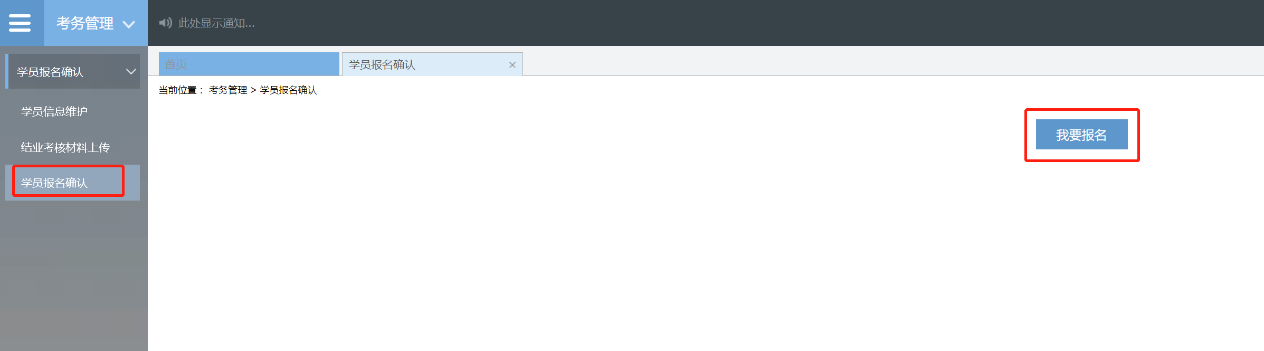 考务管理
此处显示通知...
首页
学员报名确认
×
当前位置： 考务管理 > 学员报名确认
我要报名
学员报名确认
学员信息维护
结业考核材料上传
学员报名确认